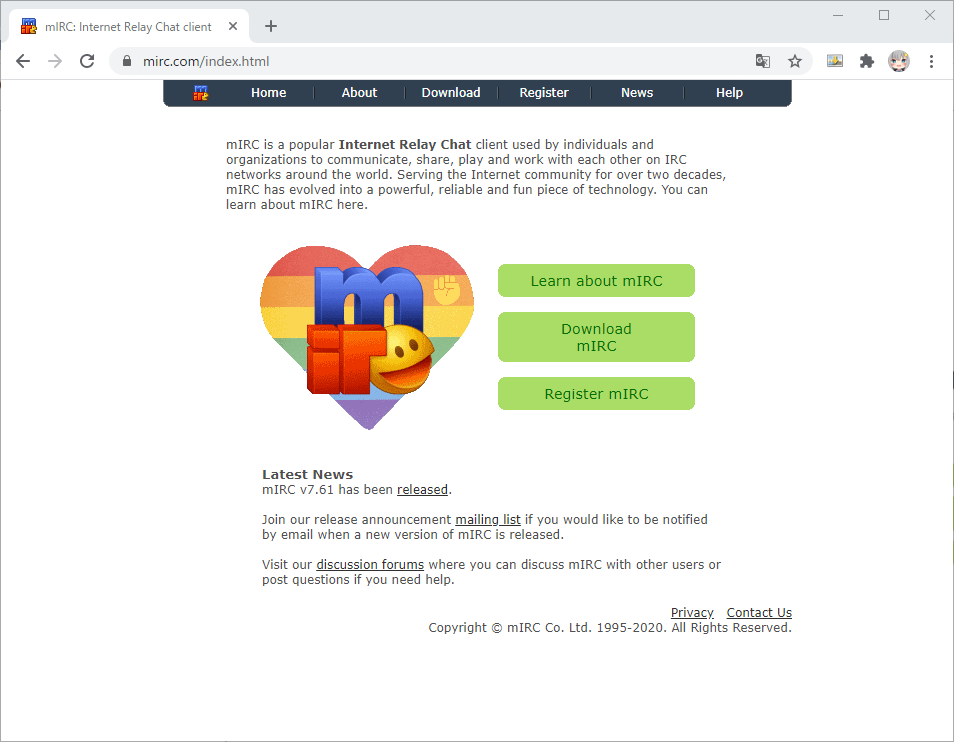 mIRC: Internet Relay Chat client
mirc.com/index.html
Home About Download Register News Help
mIRC is a popular Internet Relay Chat client used by individuals and
organizations to communicate, share, play and work with each other on IRC
networks around the world. Serving the Internet community for over two decades,
mIRC has evolved into a powerful, reliable and fun piece of technology. You can
learn about mIRC here.
mirc
Learn about mIRC
Download
mIRC
Register mIRC
Latest News
mIRC v7.61 has been released.
Join our release announcement mailing list if you would like to be notified
by email when a new version of mIRC is released.
Visit our discussion forums where you can discuss mIRC with other users or
post questions if you need help.
Privacy Contact Us
Copyright © mIRC Co. Ltd. 1995-2020. All Rights Reserved.